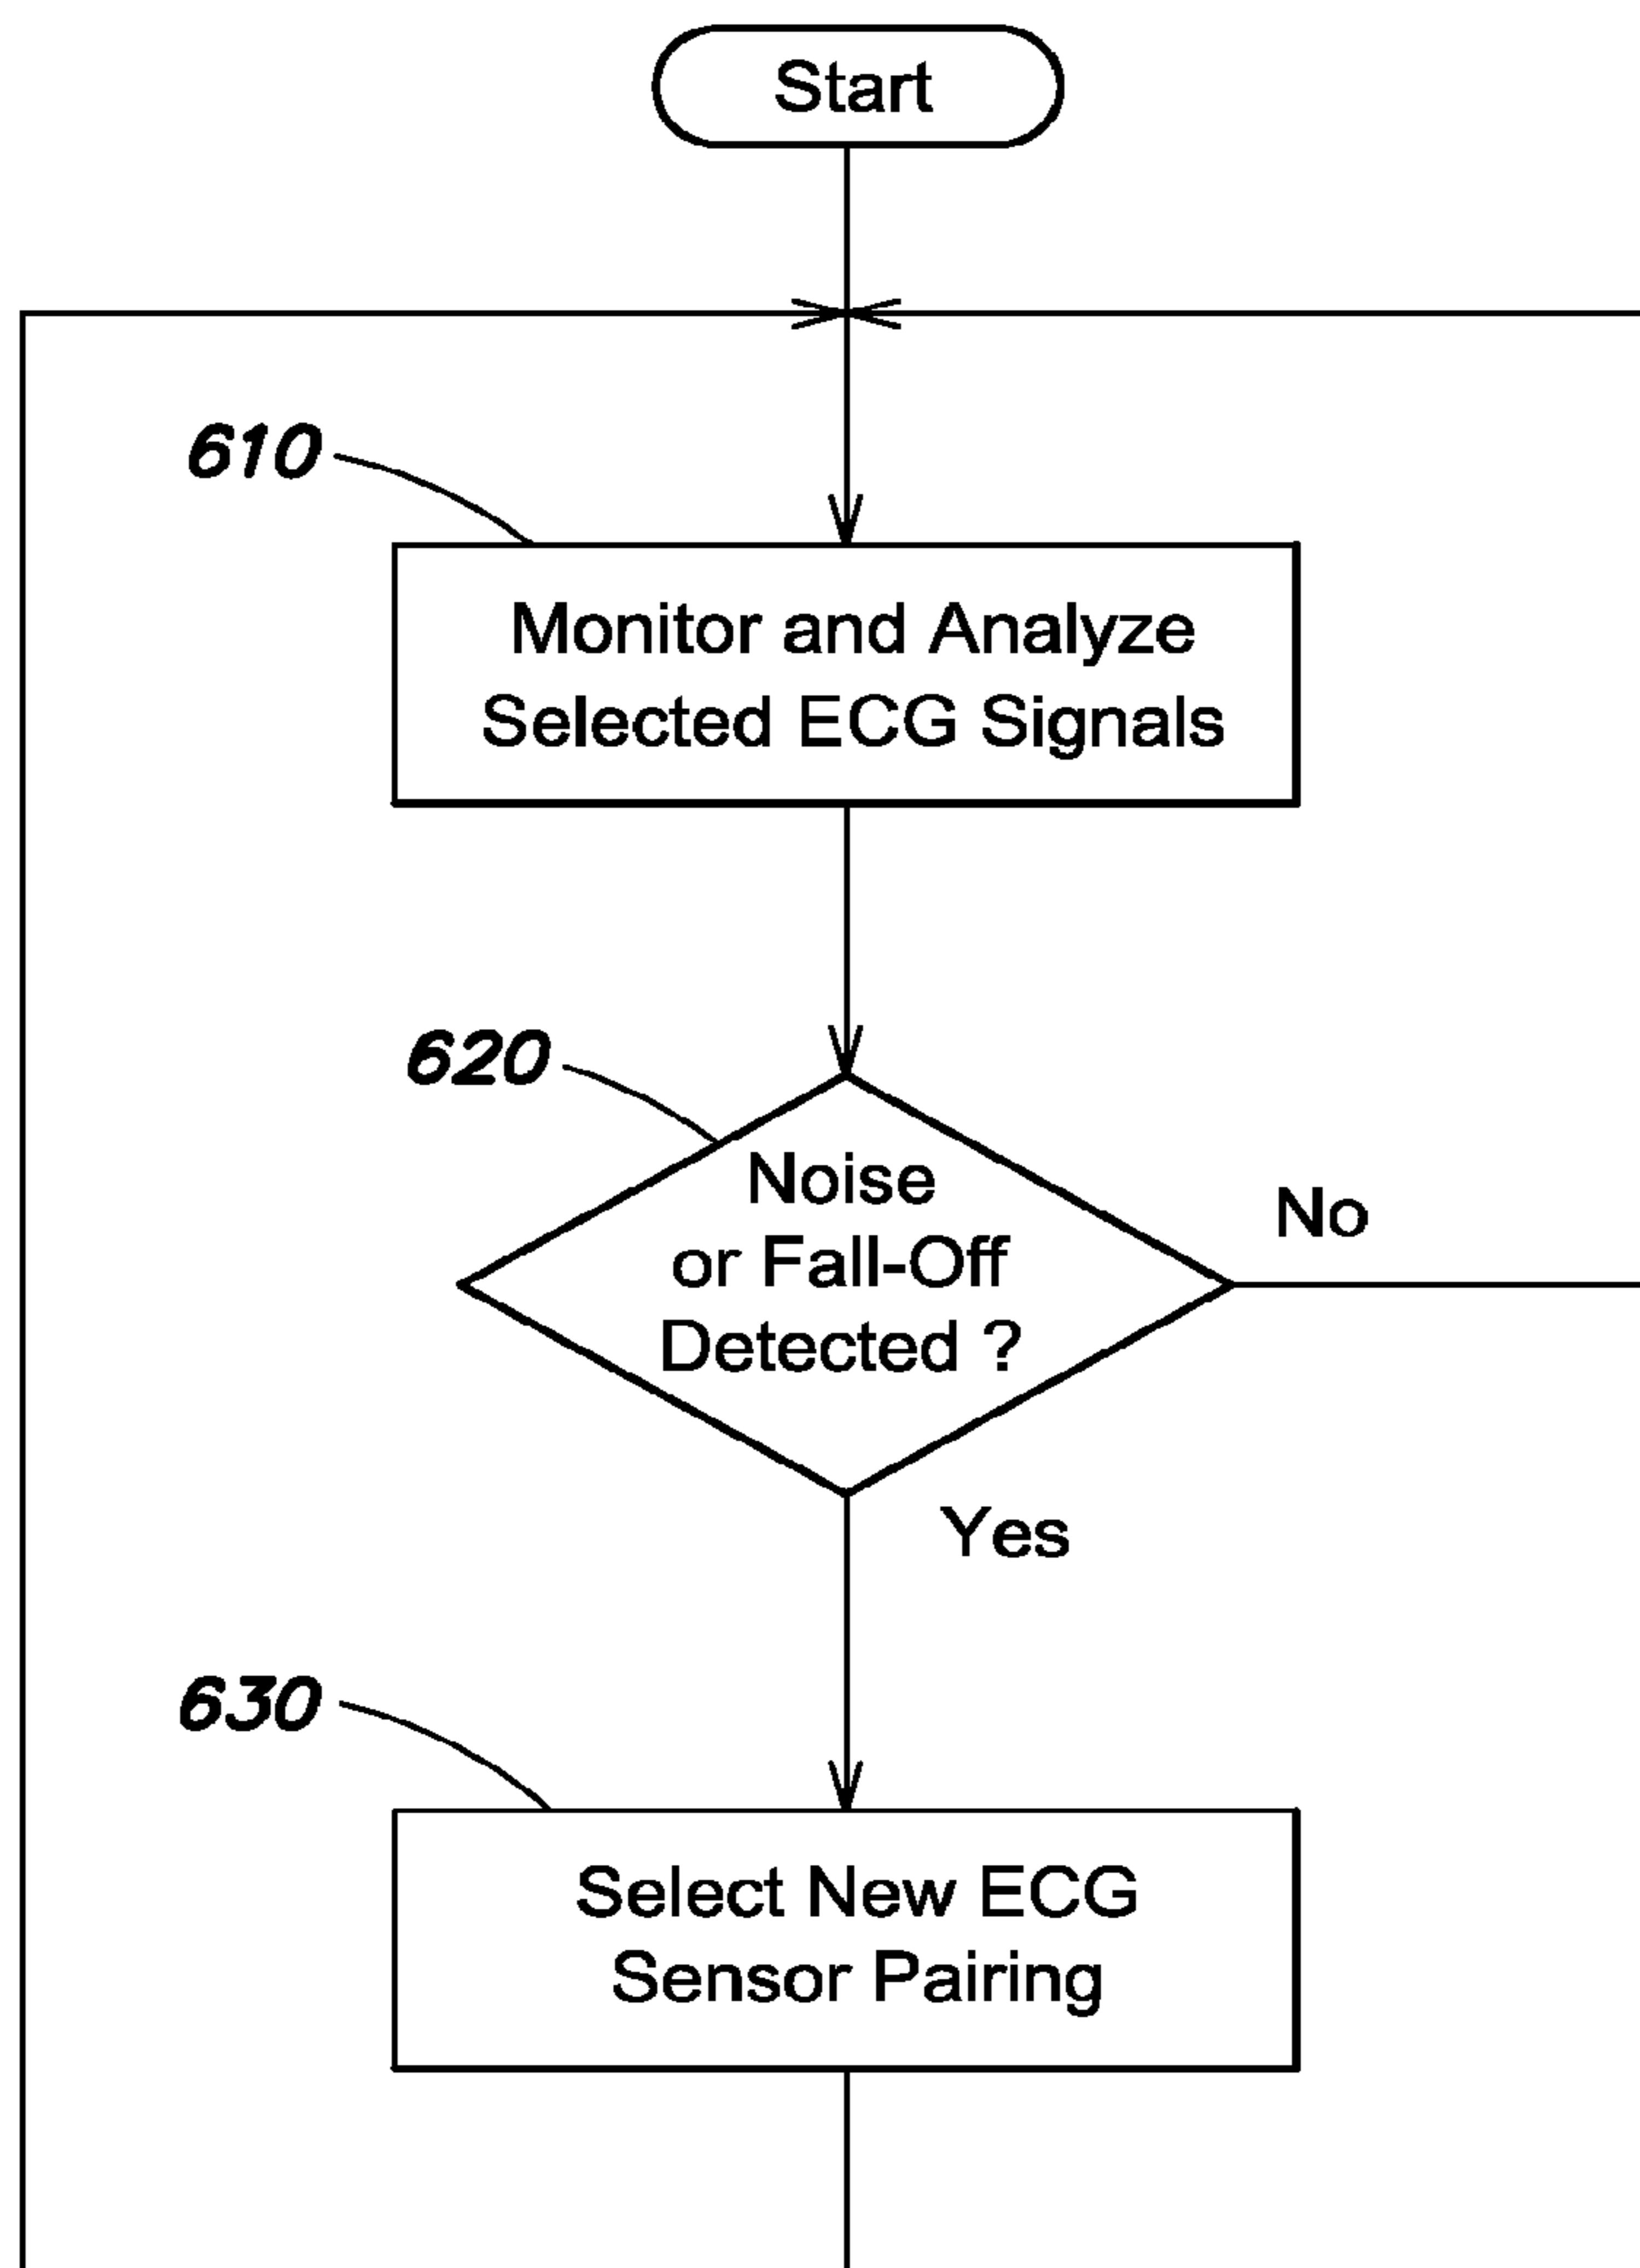 Start
610
Monitor and Analyze
Selected ECG Signals
620
Noise
or Fall-Off
Detected ?
No
Yes
630
Select New ECG
Sensor Pairing